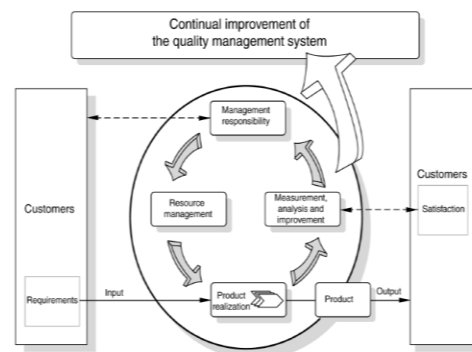 Continual improvement of
the quality management system
Management
responsibility
Customers
Resource
management
Measurement,
analysis and
improvement
Customers
Satisfaction
Requirements
Input
Product
realization
Product
Output